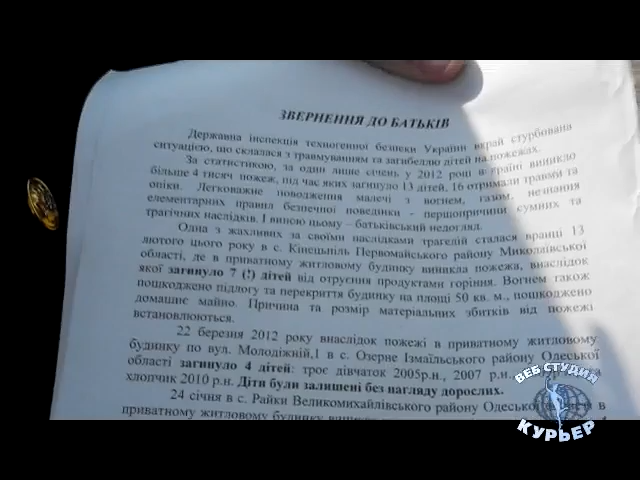 ЗВЕРНЕННЯ ДО БАТЬКІВ
Державна інспекція техногенної безпеки України вкрай стурбована
ситуацією, що склалася з травмуванням та загибеллю дітей на пожежах.
За статистикою, за один лише січень у 2012 році в країні виникло
більше 4 тисяч пожеж, під час яких загинуло 13 дітей, 16 отримали травми та
опіки. Легковажне поводження малечі з вогнем, газом, незнання
елементарних правил безпечної поведінки - першопричини сумних та
трагічних наслідків. І виною цьому – батьківський недогляд.
Одна з жахливих за своїми наслідками трагедій сталася вранці 13
лютого цього року в с. Кінецьпіль Первомайського району Миколаївської
області, де в приватному житловому будинку виникла пожежа, внаслідок
якої загинуло 7 (!) дітей від отруєння продуктами горіння. Вогнем також
пошкоджено підлогу та перекриття будинку на площі 50 кв. м., пошкоджено
домашнє майно. Причина та розмір матеріальних збитків від пожежі
встановлюються.
22 березня 2012 року внаслідок пожежі в приватному житловому
будинку по вул. Молодіжній,1 в с. Озерне Ізмаїльського району Одеської
області загинуло 4 дітей: троє дівчаток 2005р.н., 2007 р.н.
хлопчик 2010 р.н. Діти були залишені без нагляду дорослих.
24 січня в с. Райки Великомихайлівського району Одеської в
приватному житловому будинку
ВЕБ СТУДИЯ
КУРЬЕР